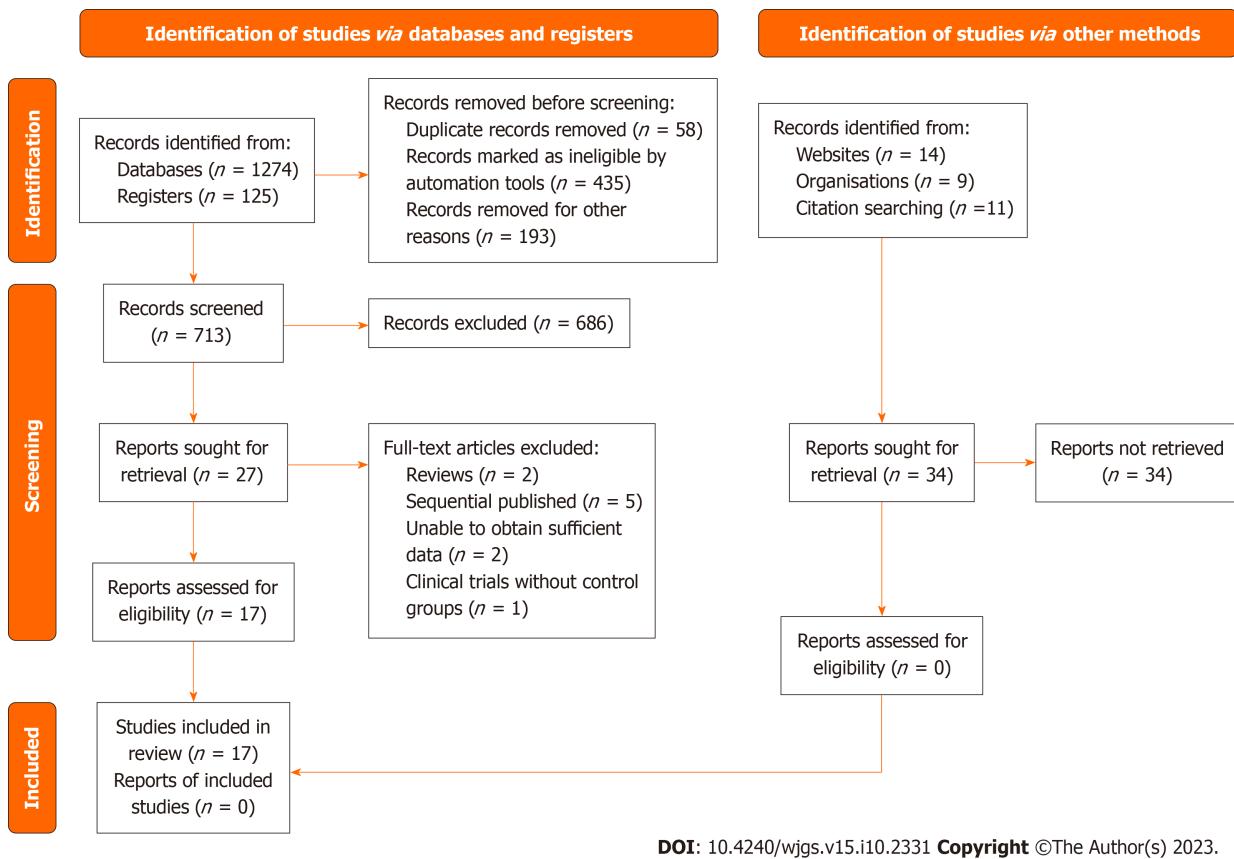 Identification of studies via databases and registers
Identification of studies via other methods
Identification
Records identified from:
Databases (n = 1274)
Registers (n = 125)
Records removed before screening:
Duplicate records removed (n = 58)
Records marked as ineligible by
automation tools (n = 435)
Records removed for other
reasons (n = 193)
Records identified from:
Websites (n = 14)
Organisations (n = 9)
Citation searching (n =11)
Screening
Records screened
(n = 713)
Records excluded (n = 686)
Reports sought for
retrieval (n = 27)
Full-text articles excluded:
Reviews (n = 2)
Sequential published (n = 5)
Unable to obtain sufficient
data (n = 2)
Clinical trials without control
groups (n = 1)
Reports sought for
retrieval (n = 34)
Reports not retrieved
(n = 34)
Reports assessed for
eligibility (n = 17)
Reports assessed for
eligibility (n = 0)
Included
Studies included in
review (n = 17)
Reports of included
studies (n = 0)
DOI: 10.4240/wjgs.v15.i10.2331 Copyright ©The Author(s) 2023.